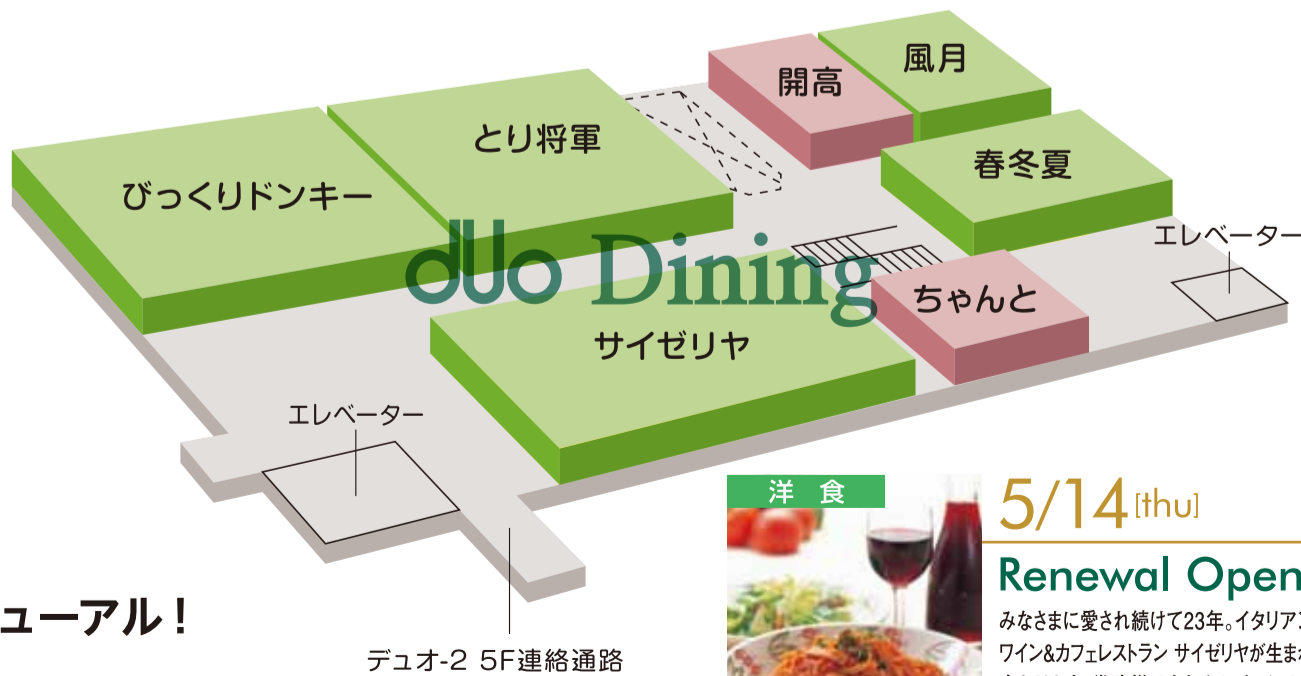 開高
風月
とり将軍
春冬夏
びっくりドンキー
エレベーター
duo Dining
ちゃんと
サイゼリヤ
エレベーター
洋 食
5/14[thu]
Renewal Open
ューアル！
みなさまに愛され続けて23年。イタリア
ワイン&カフェレストラン サイゼリヤが生ま
デュオ-2 5F連絡通路